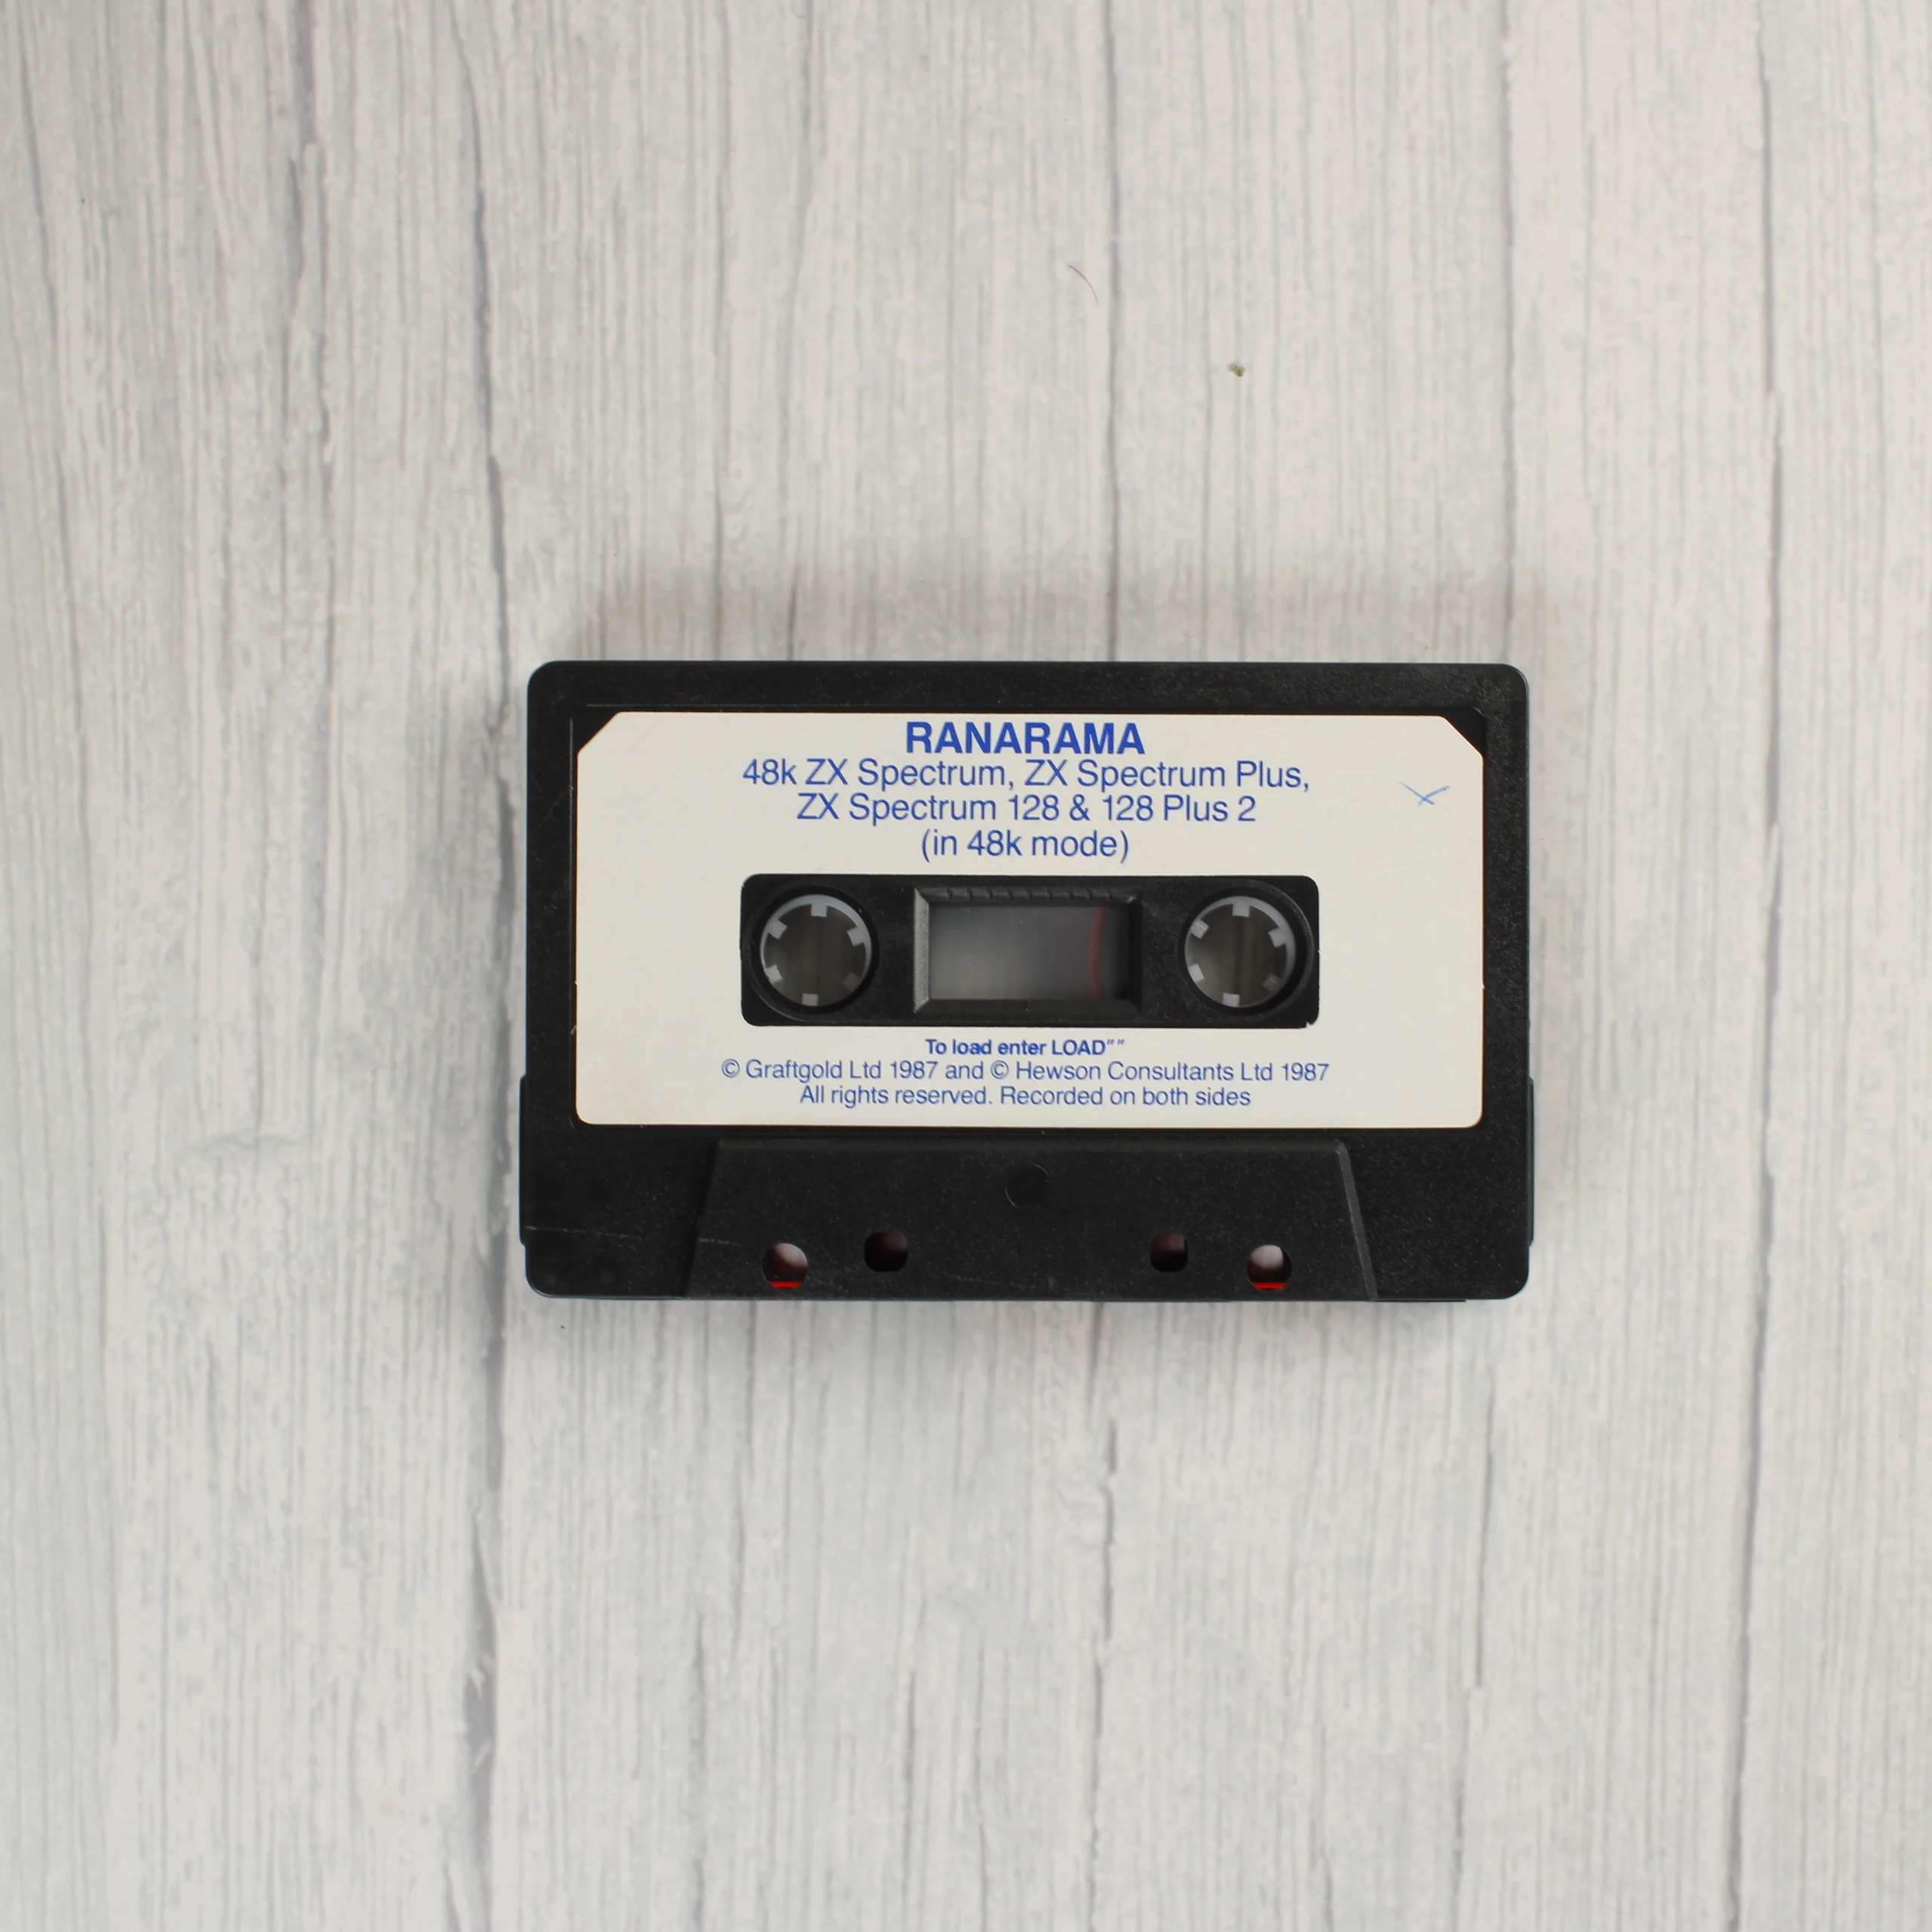 RANARAMA
48k ZX Spectrum, ZX Spectrum Plus,
ZX Spectrum 128 & 128 Plus 2
(in 48k mode)
To load enter LOAD""
© Graftgold Ltd 1987 and © Hewson Consultants Ltd 1987
All rights reserved. Recorded on both sides